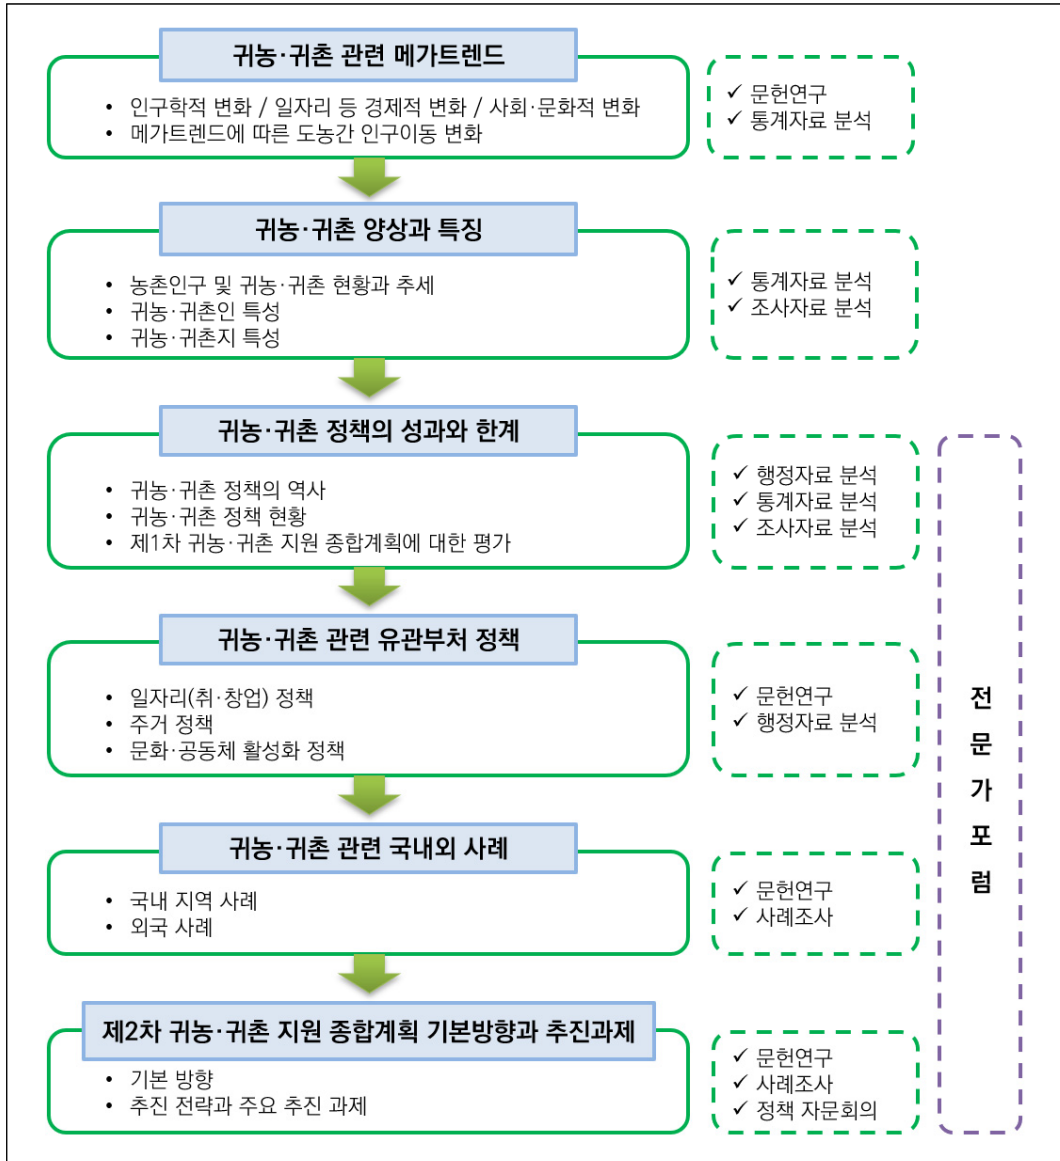 귀농·귀촌 관련 메가트렌드
• 인구학적 변화 / 일자리 등 경제적 변화 / 사회·문화적 변화
• 메가트렌드에 따른 도농간 인구이동 변화
✓ 문헌연구
✓ 통계자료 분석
귀농·귀촌 양상과 특징
• 농촌인구 및 귀농·귀촌 현황과 추세
• 귀농·귀촌인 특성
• 귀농·귀촌지 특성
✓ 통계자료 분석
✓ 조사자료 분석
귀농·귀촌 정책의 성과와 한계
• 귀농·귀촌 정책의 역사
• 귀농·귀촌 정책 현황
• 제1차 귀농·귀촌 지원 종합계획에 대한 평가
✓ 행정자료 분석
✓ 통계자료 분석
✓ 조사자료 분석
귀농·귀촌 관련 유관부처 정책
• 일자리(취·창업) 정책
• 주거 정책
• 문화·공동체 활성화 정책
✓ 문헌연구
✓ 행정자료 분석
귀농·귀촌 관련 국내외 사례
• 국내 지역 사례
• 외국 사례
✓ 문헌연구
✓ 사례조사
제2차 귀농·귀촌 지원 종합계획 기본방향과 추진과제
• 기본 방향
• 추진 전략과 주요 추진 과제
✓ 문헌연구
✓ 사례조사
✓ 정책 자문회의
전
문
가
포
럼